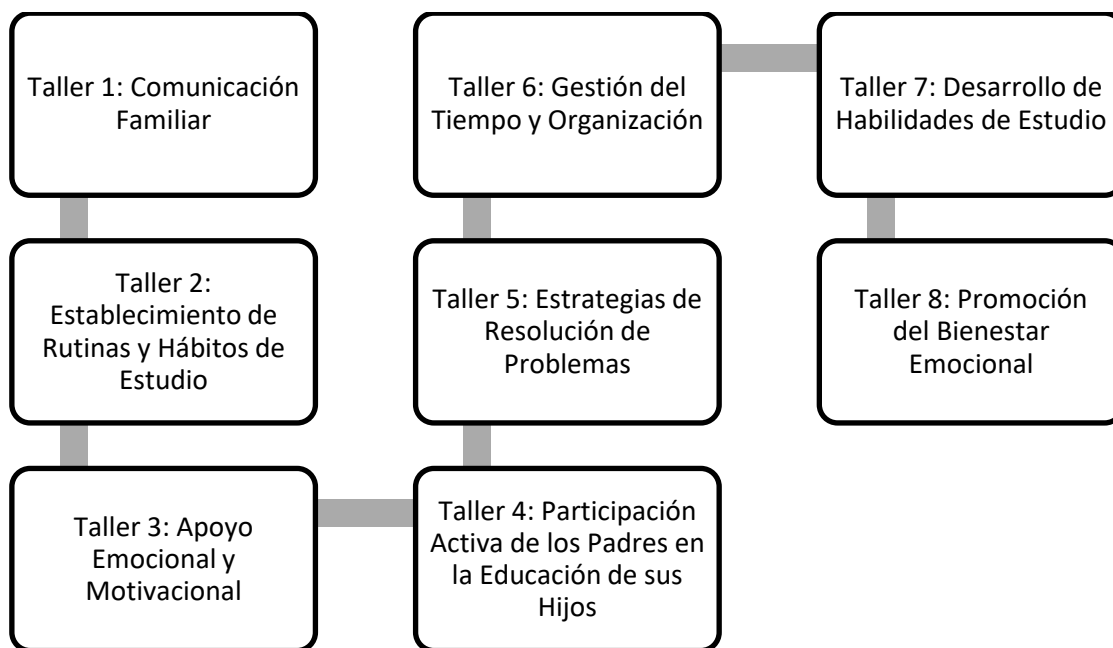 Taller 1: Comunicación
Familiar
Taller 2:
Establecimiento de
Rutinas y Hábitos de
Estudio
Taller 3: Apoyo
Emocional y
Motivacional
Taller 4: Participación
Activa de los Padres en
la Educación de sus
Hijos
Taller 5: Estrategias de
Resolución de
Problemas
Taller 6: Gestión del
Tiempo y Organización
Taller 7: Desarrollo de
Habilidades de Estudio
Taller 8: Promoción
del Bienestar
Emocional